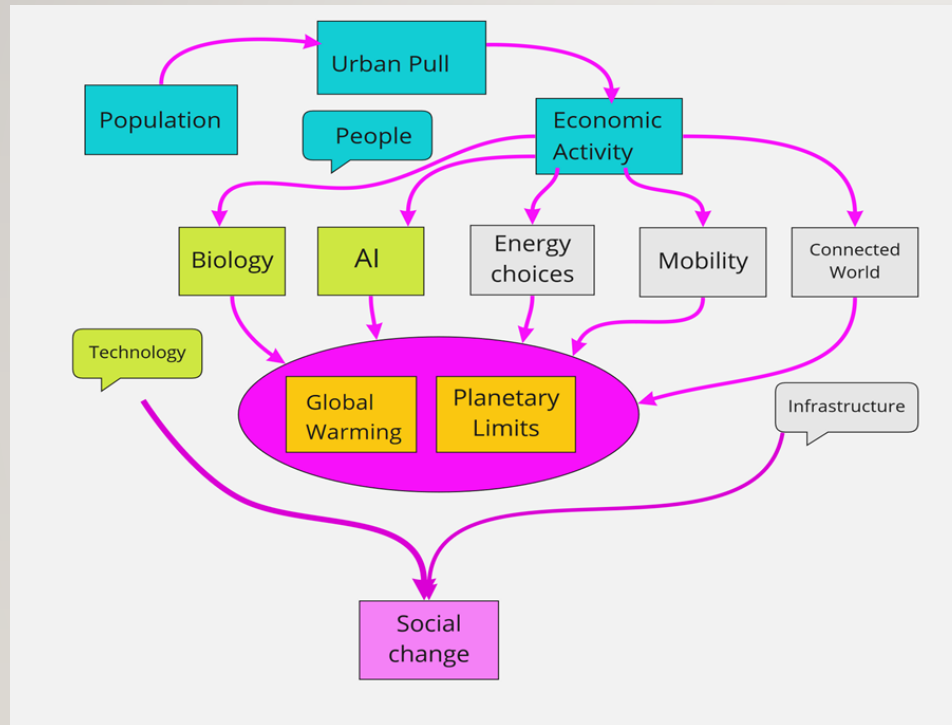 Urban Pull
Population
People
Economic
Activity
Biology
AI
Energy
choices
Mobility
Connected
World
Technology
Global
Warming
Planetary
Limits
Infrastructure
Social
change